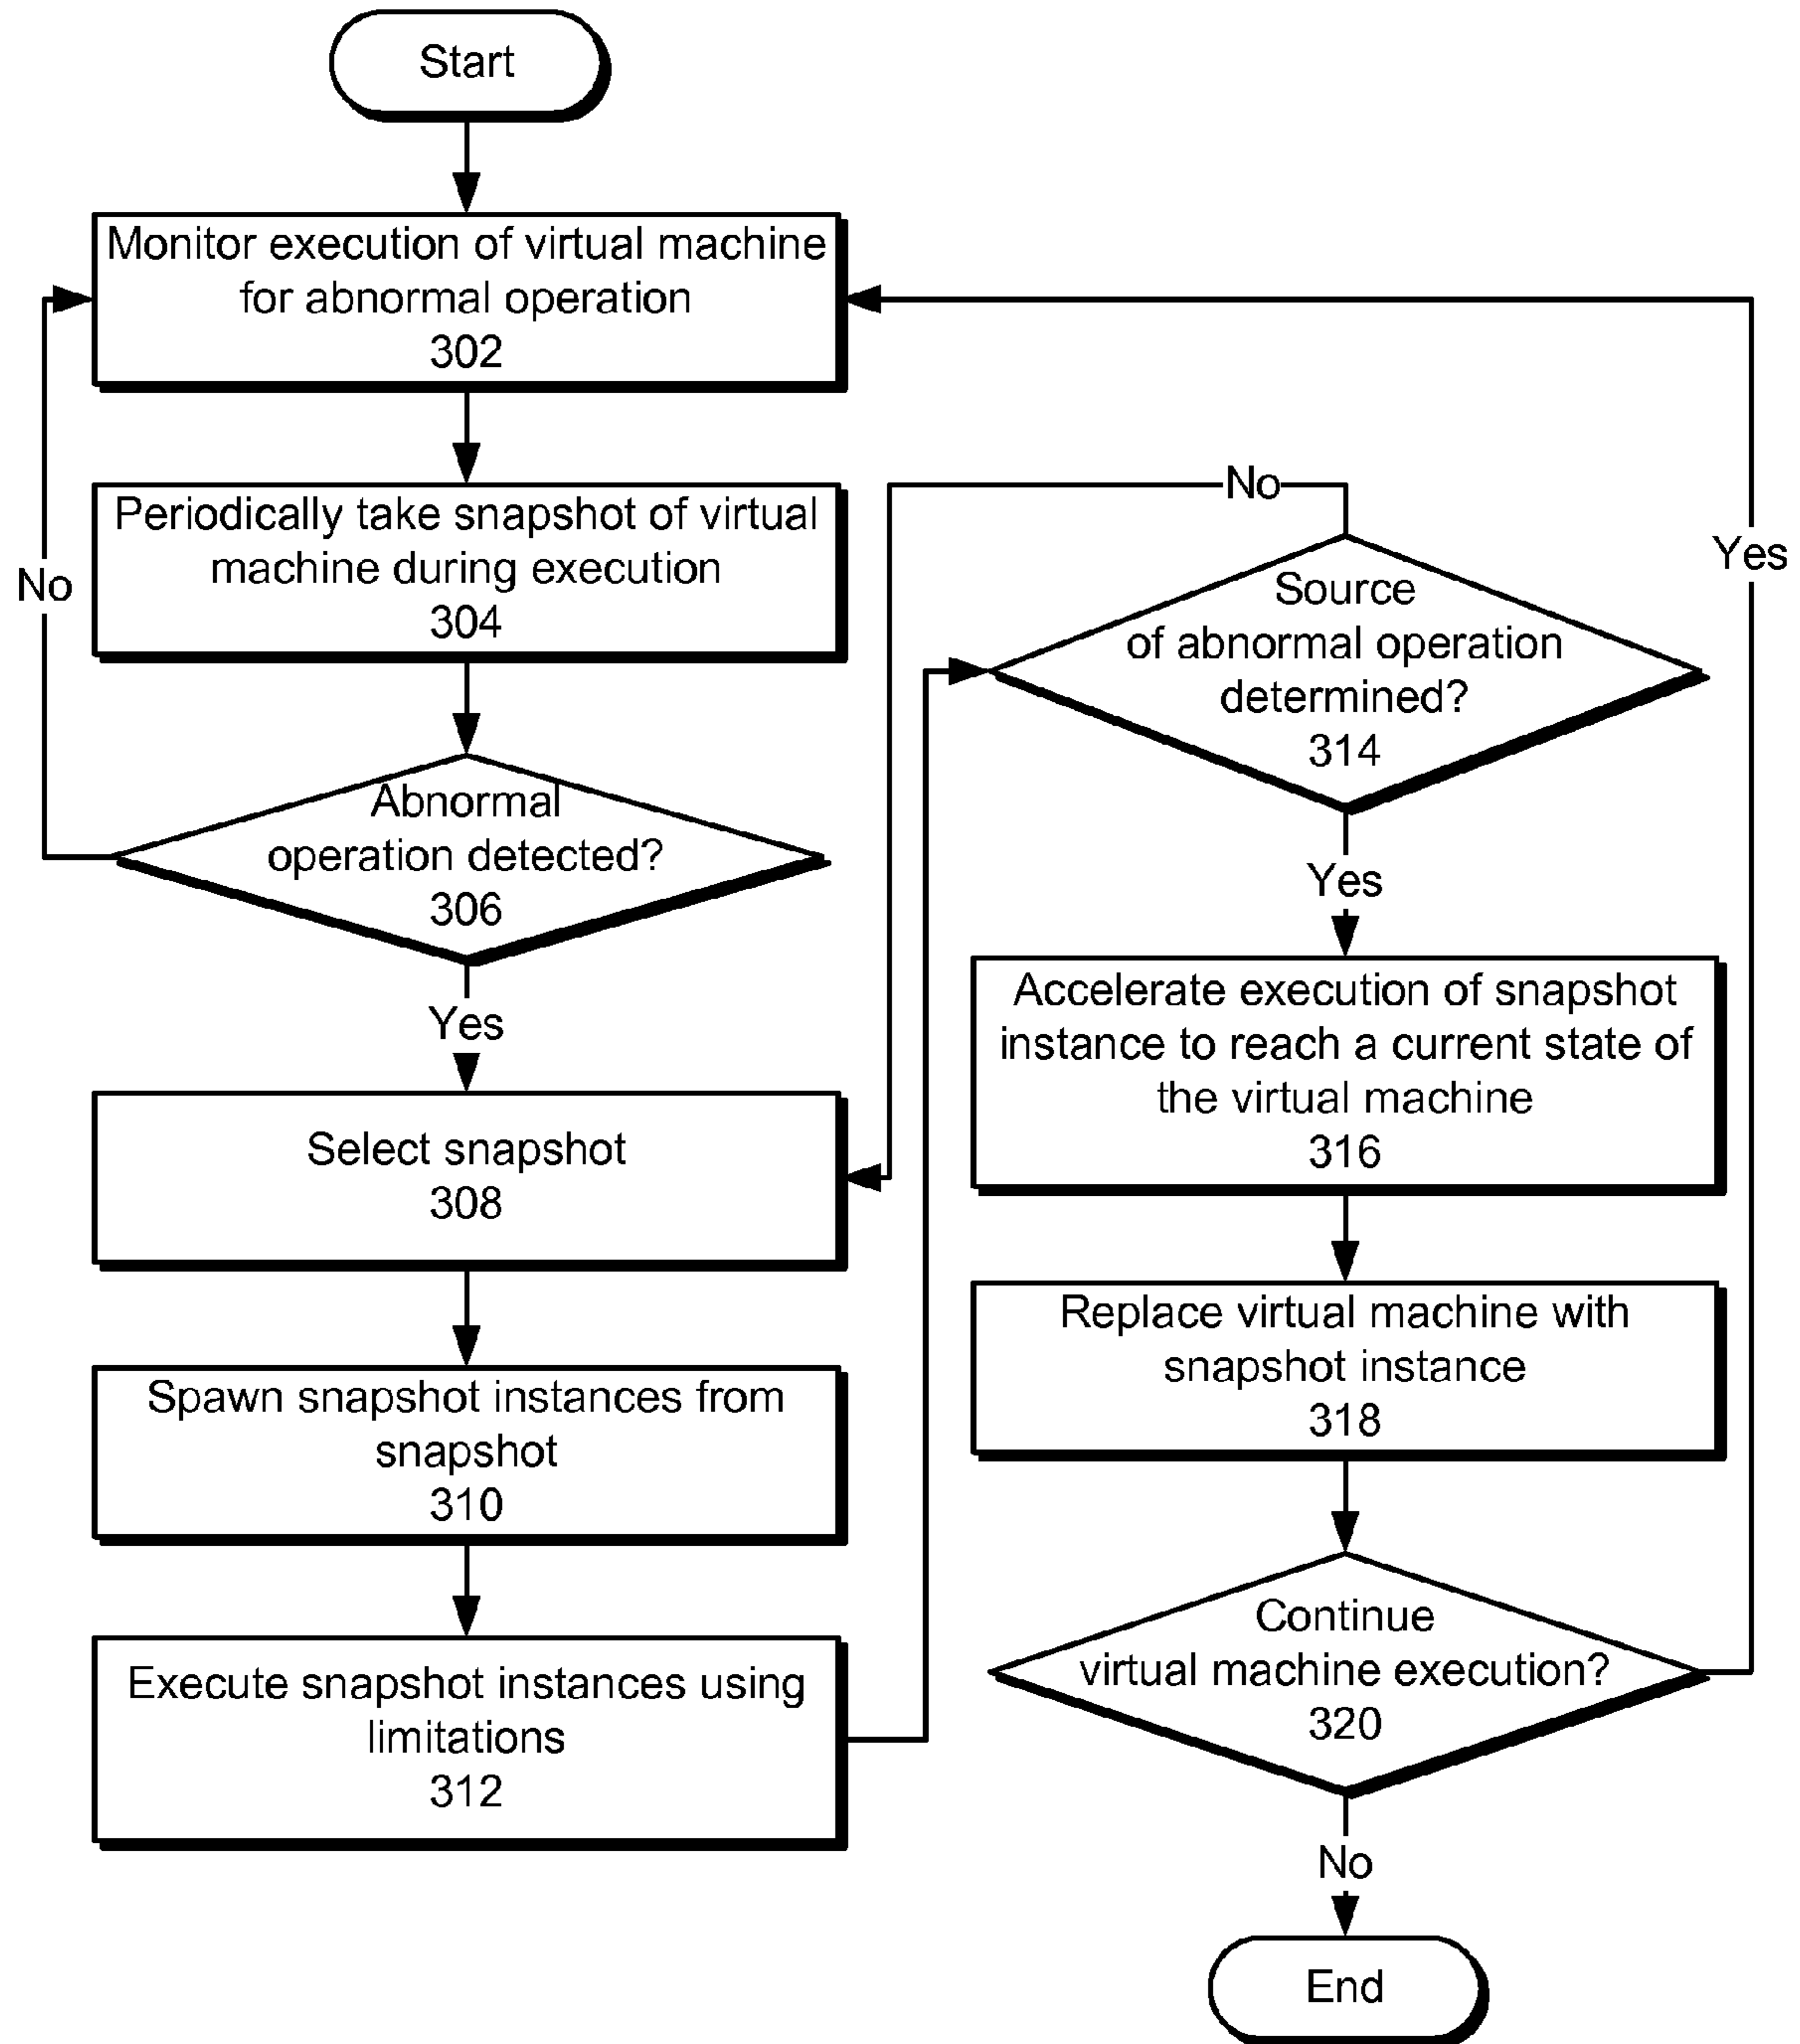 Start
Monitor execution of virtual machine
for abnormal operation
302
Periodically take snapshot of virtual
machine during execution
304
No
Abnormal
operation detected?
306
Yes
Select snapshot
308
Spawn snapshot instances from
snapshot
310
Execute snapshot instances using
limitations
312
No
Source
of abnormal operation
determined?
314
Yes
Yes
Accelerate execution of snapshot
instance to reach a current state of
the virtual machine
316
Replace virtual machine with
snapshot instance
318
Continue
virtual machine execution?
320
No
End